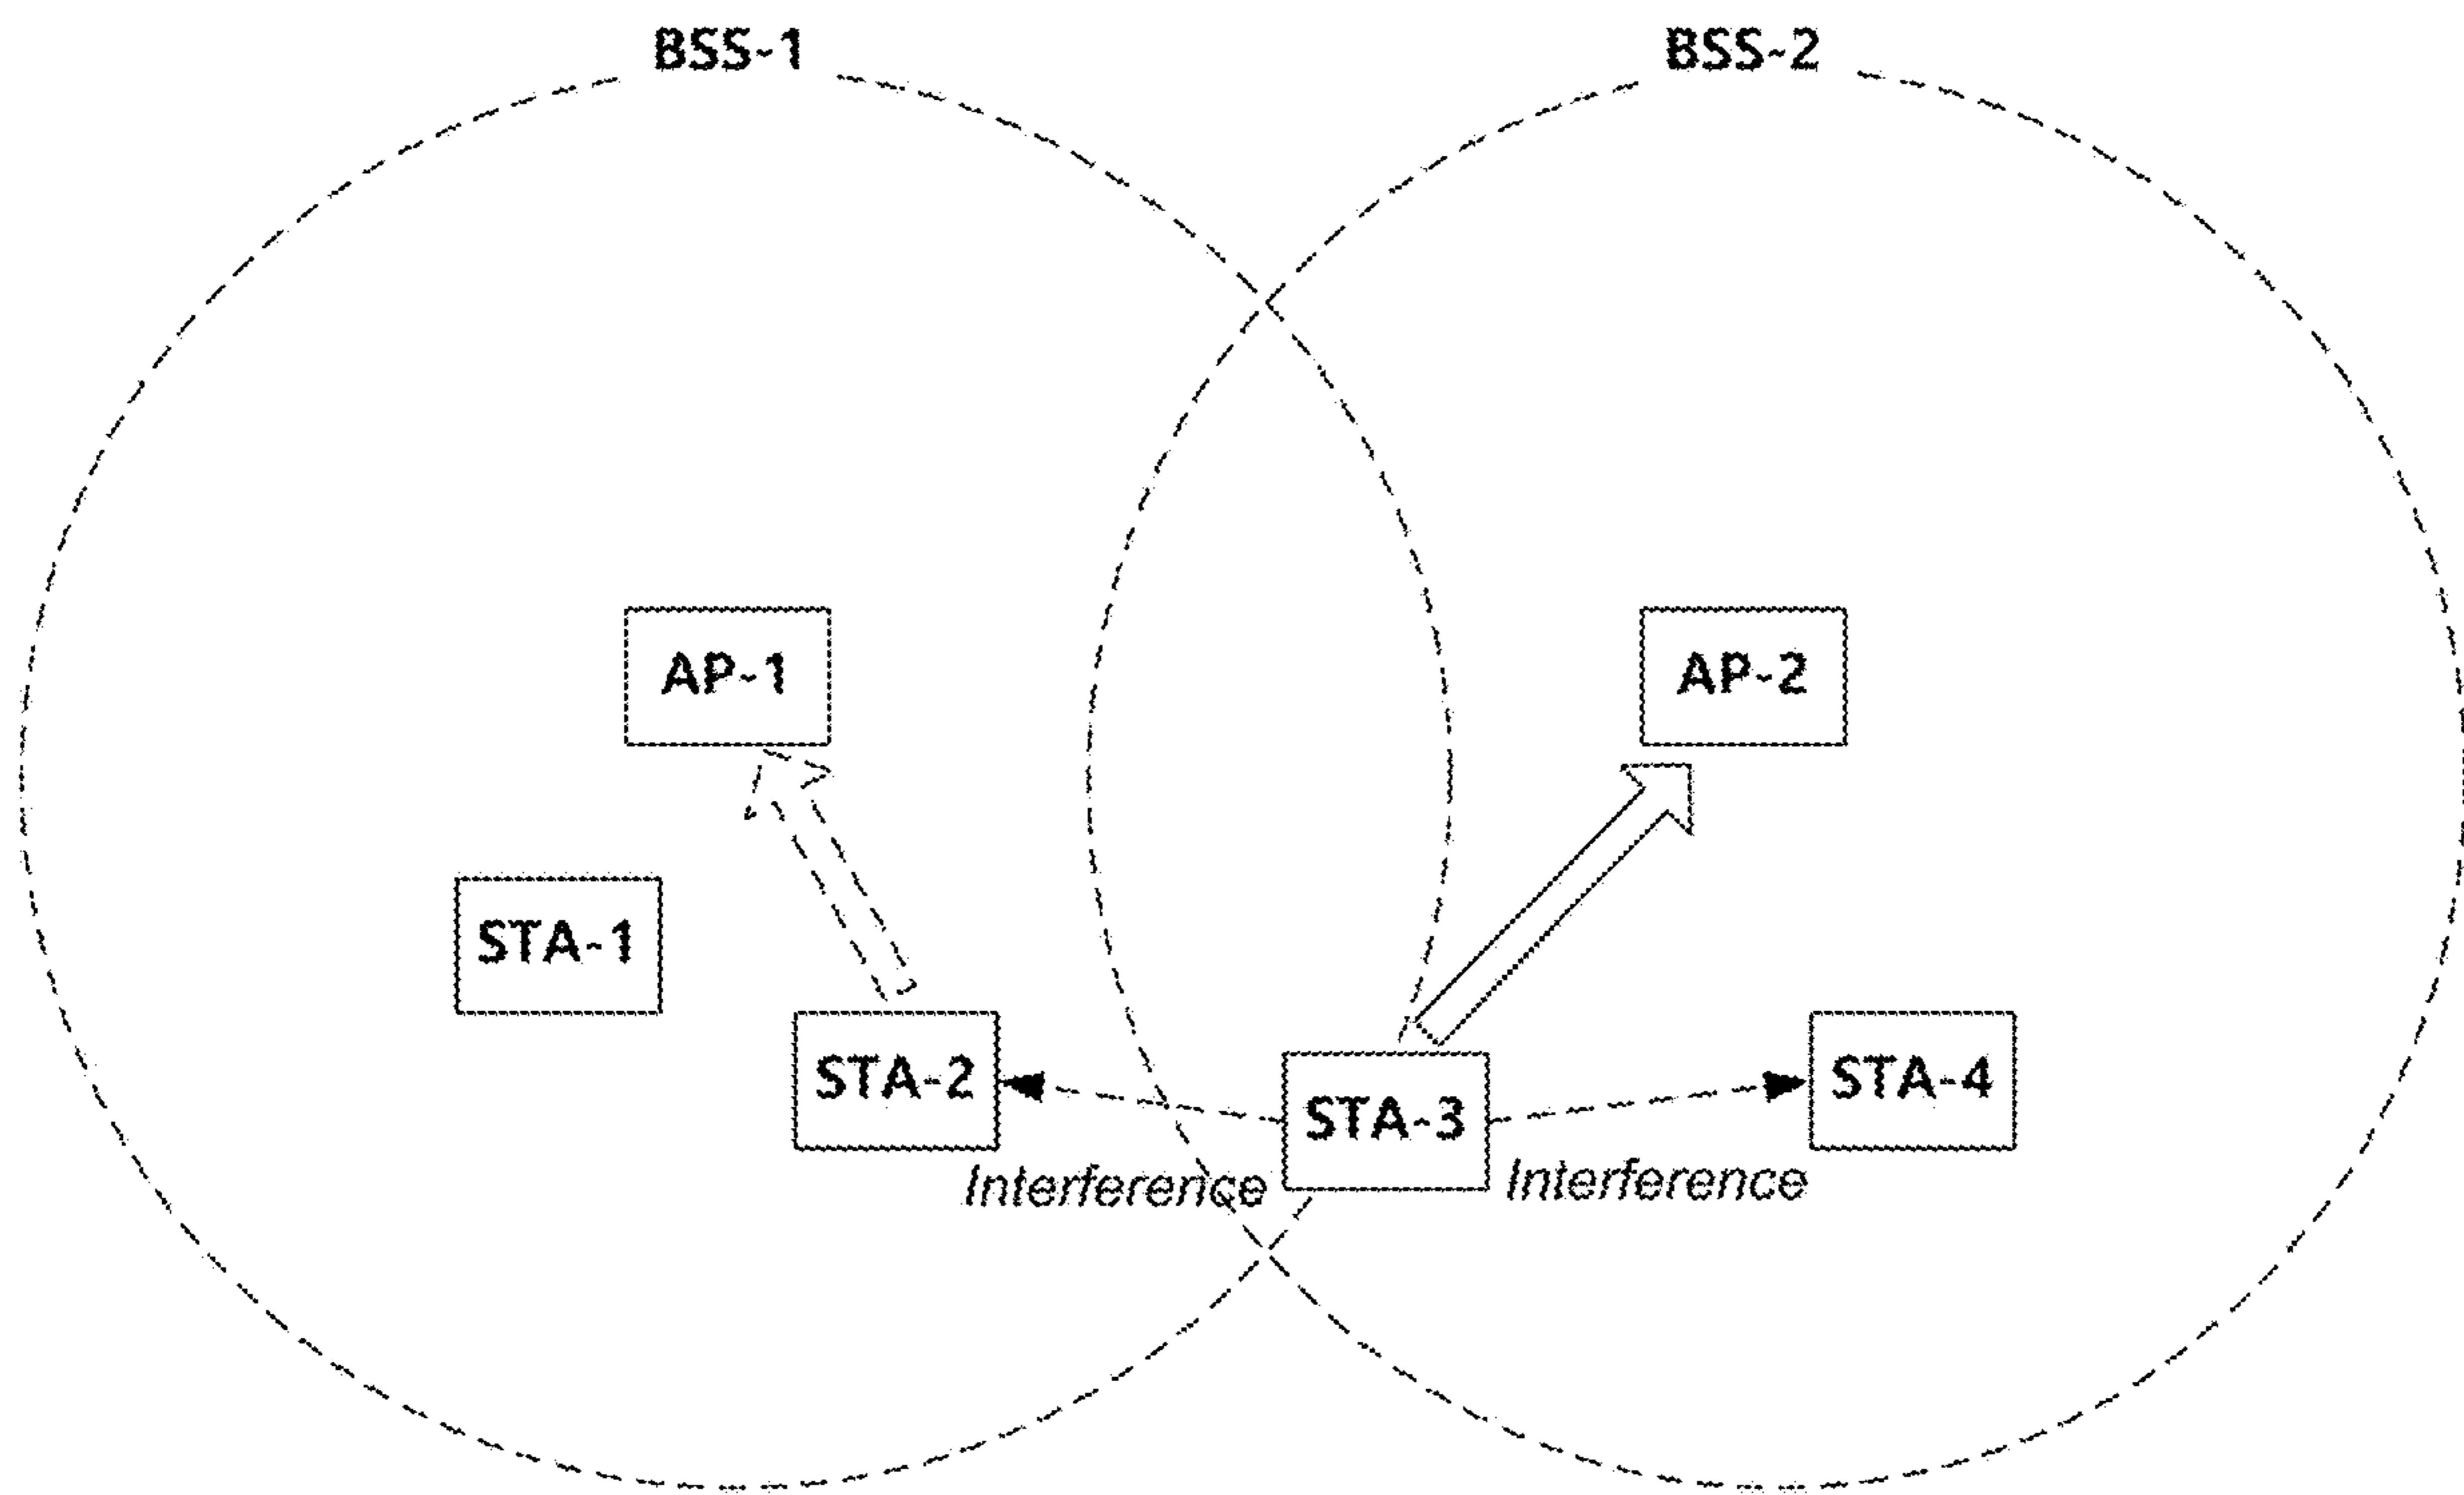 BSS-1
BSS-2
AP-1
AP-2
STA-1
STA-2
STA-3
STA-4
Interference
Interference